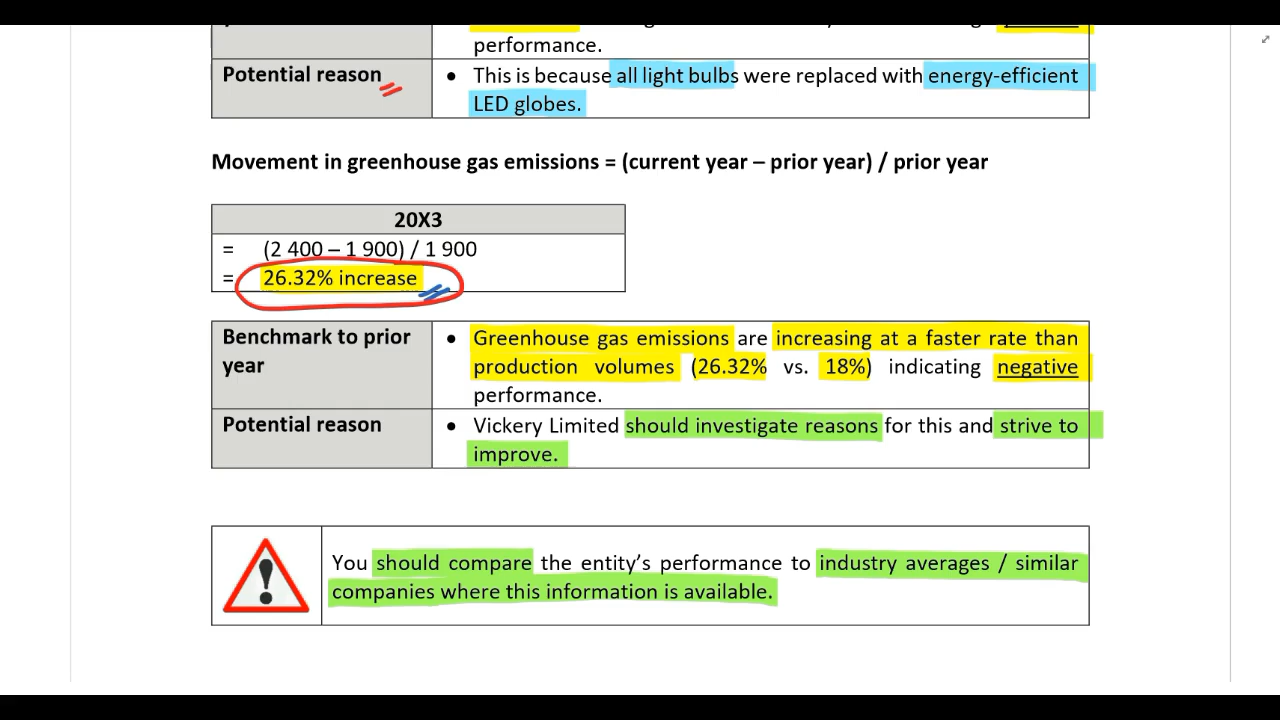 performance.
Potential reason
• This is because all light bulbs were replaced with energy-efficient
LED globes.
Movement in greenhouse gas emissions = (current year – prior year) / prior year
20X3
= (2 400 – 1 900) / 1 900
= 26.32% increase
Benchmark to prior
year
• Greenhouse gas emissions are increasing at a faster rate than
production volumes (26.32% vs. 18%) indicating negative
performance.
Potential reason
• Vickery Limited should investigate reasons for this and strive to
improve.
You should compare the entity’s performance to industry averages / similar
companies where this information is available.